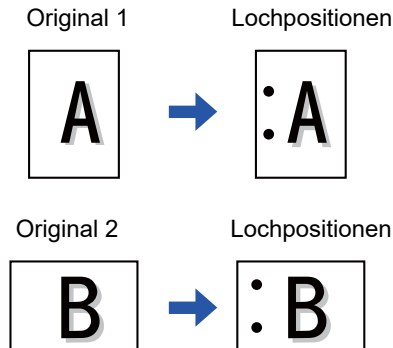 Original 1 Lochpositionen
A :A
Original 2 Lochpositionen
B :B